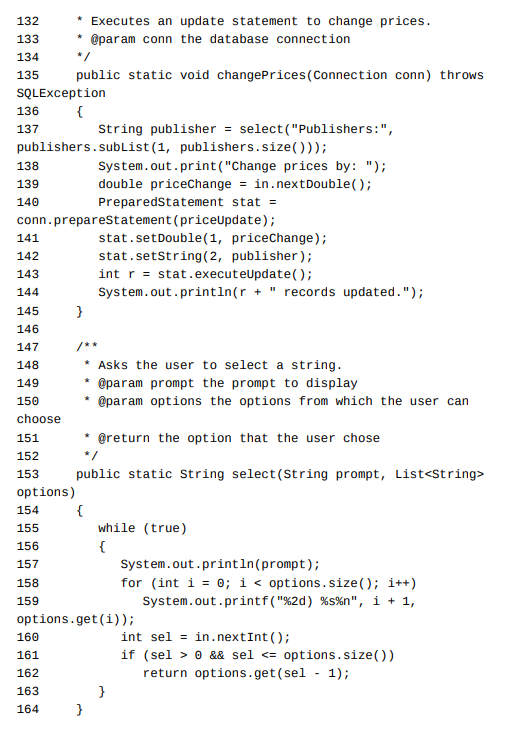 132     * Executes an update statement to change prices.
133     * @param conn the database connection
134     */
135     public static void changePrices(Connection conn) throws
SQLException
136     {
137        String publisher = select("Publishers:",
publishers.subList(1, publishers.size()));
138        System.out.print("Change prices by: ");
139        double priceChange = in.nextDouble();
140        PreparedStatement stat =
conn.prepareStatement(priceUpdate);
141        stat.setDouble(1, priceChange);
142        stat.setString(2, publisher);
143        int r = stat.executeUpdate();
144        System.out.println(r + " records updated.");
145     }
146
147     /**
148      * Asks the user to select a string.
149      * @param prompt the prompt to display
150      * @param options the options from which the user can
choose
151      * @return the option that the user chose
152      */
153     public static String select(String prompt, List<String>
options)
154     {
155        while (true)
156        {
157           System.out.println(prompt);
158           for (int i = 0; i < options.size(); i++)
159              System.out.printf("%2d) %s%n", i + 1,
options.get(i));
160           int sel = in.nextInt();
161           if (sel > 0 && sel <= options.size())
162              return options.get(sel - 1);
163        }
164     }